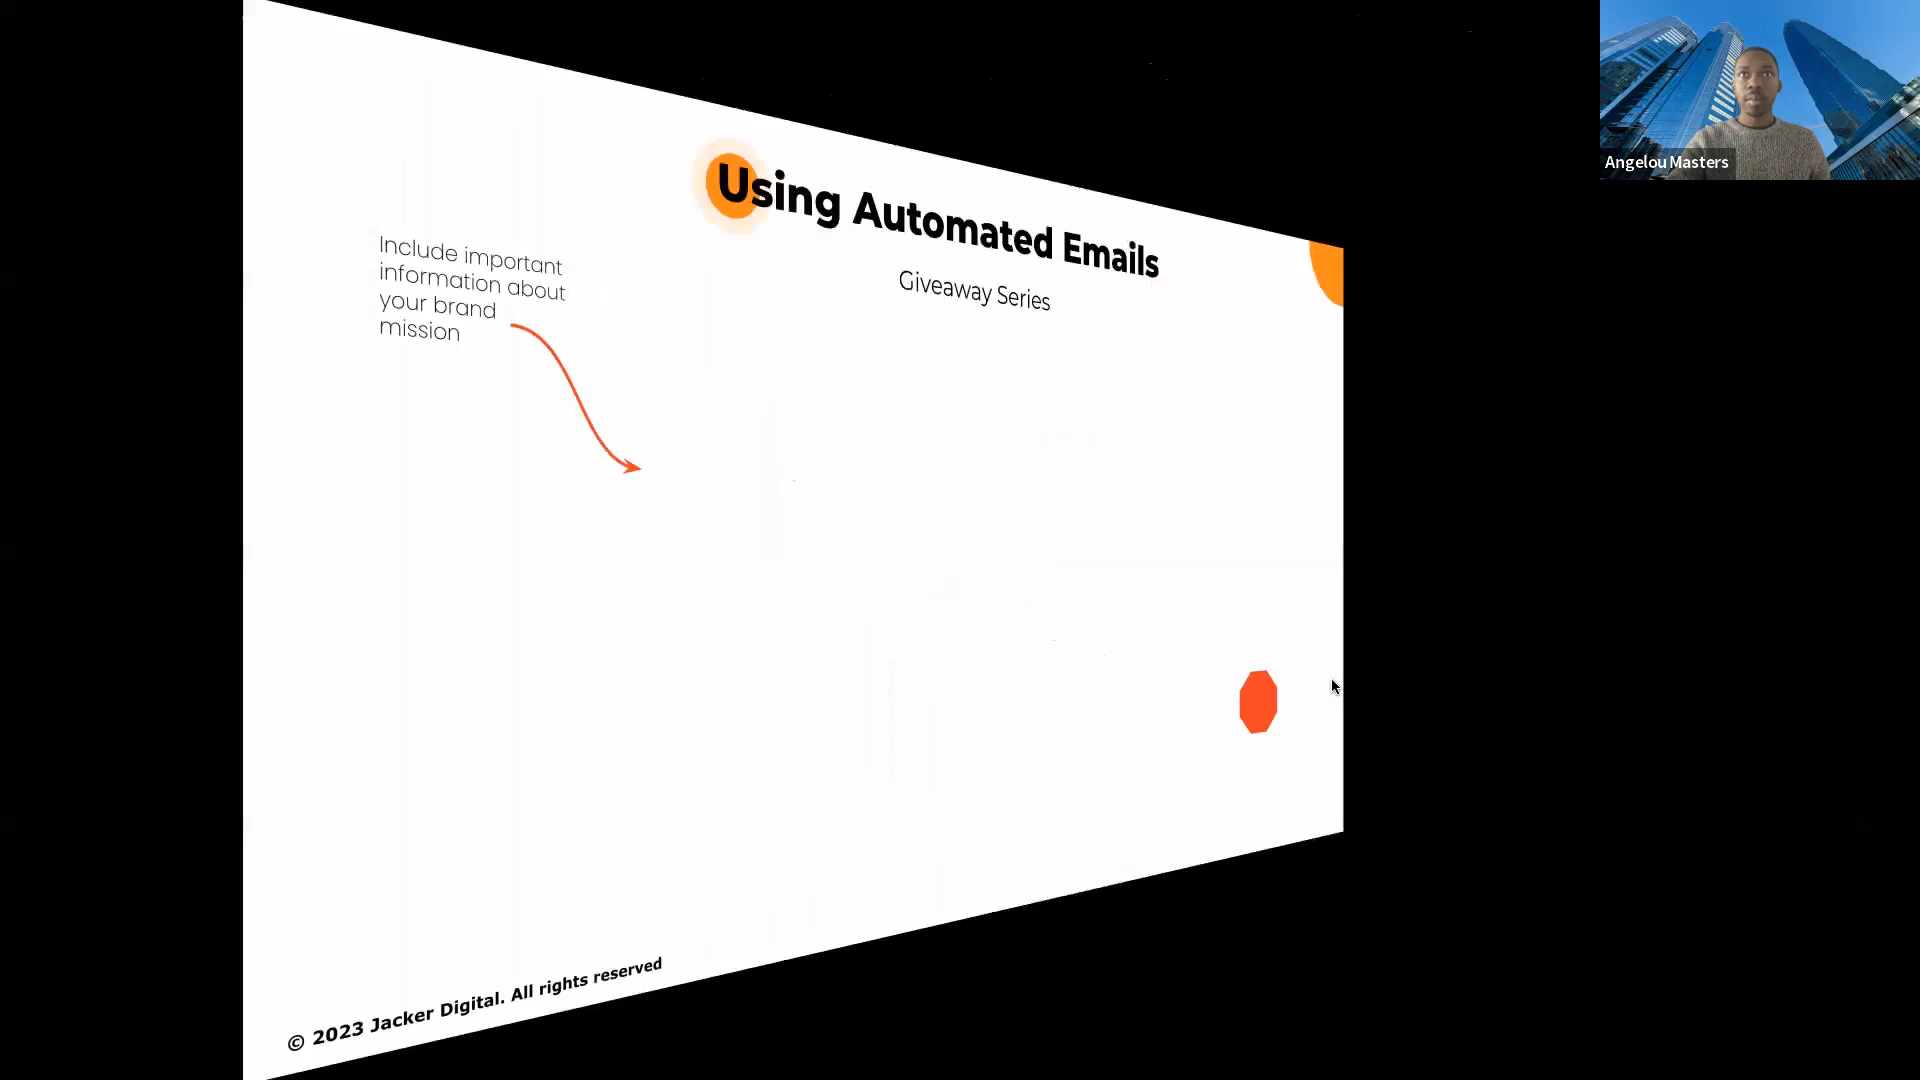 Using Automated Emails
Giveaway Series
Include important
information about
your brand
mission
© 2023 Jacker Digital. All rights reserved
Angelou Masters